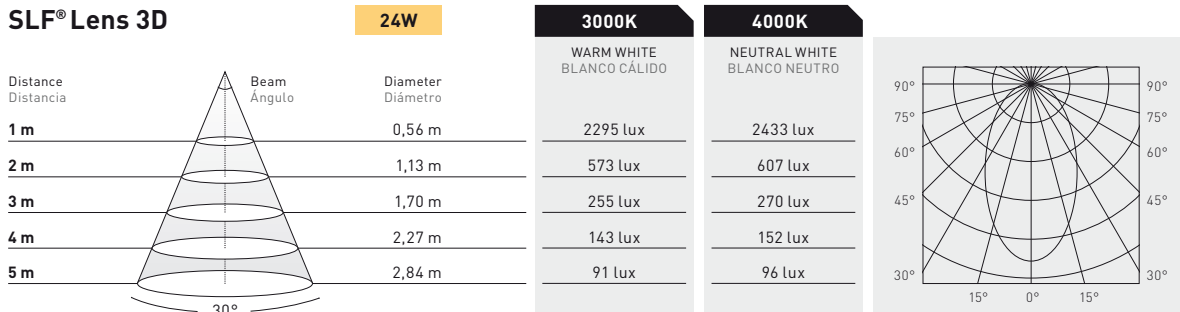 SLF® Lens 3D
24W
3000K
4000K
WARM WHITE
BLANCO CÁLIDO
NEUTRAL WHITE
BLANCO NEUTRO
Distance
Distancia
Beam
Ángulo
Diameter
Diámetro
1 m 0,56 m 2295 lux 2433 lux
2 m 1,13 m 573 lux 607 lux
3 m 1,70 m 255 lux 270 lux
4 m 2,27 m 143 lux 152 lux
5 m 2,84 m 91 lux 96 lux
30°
90° 90°
75° 75°
60° 60°
45° 45°
30° 30°
15° 0° 15°